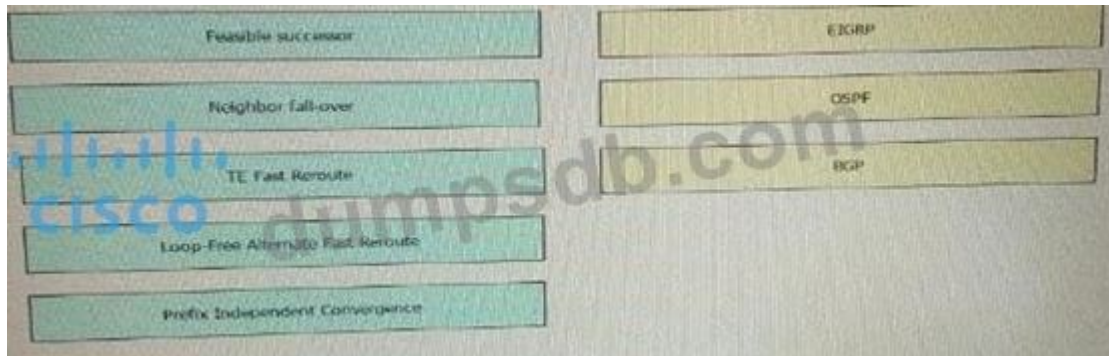 Feasible successor
Neighbor fall-over
TE Fast Reroute
Loop-Free Alternate Fast Reroute
Prefix Independent Convergence
EIGRP
OSPF
BGP
CISCO
dumpsdb.com